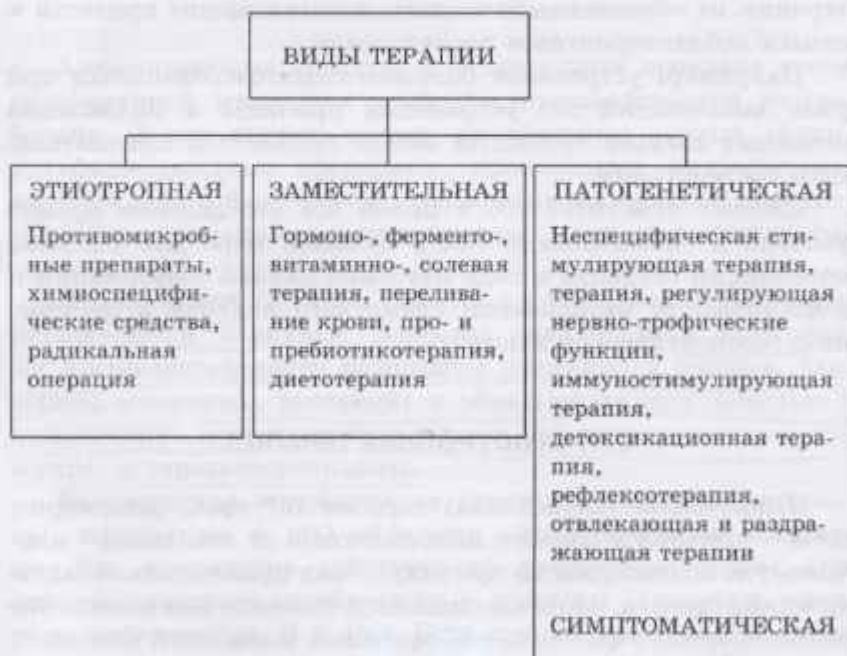 ВИДЫ ТЕРАПИИ
ЭТИОТРОПНАЯ
Противомикроб-
ные препараты,
химиоспецифи-
ческие средства,
радикальная
операция
ЗАМЕСТИТЕЛЬНАЯ
Гормоно-, ферменто-,
витаминно-, солевая
терапия, перелива-
ние крови, про- и
пребиотикотерапия,
диетотерапия
ПАТОГЕНЕТИЧЕСКАЯ
Неспецифическая сти-
мулирующая терапия,
терапия, регулирующая
нервно-трофические
функции,
иммуностимулирующая
терапия,
детоксикационная тера-
пия,
рефлексотерапия,
отвлекающая и раздра-
жающая терапии
СИМПТОМАТИЧЕСКАЯ